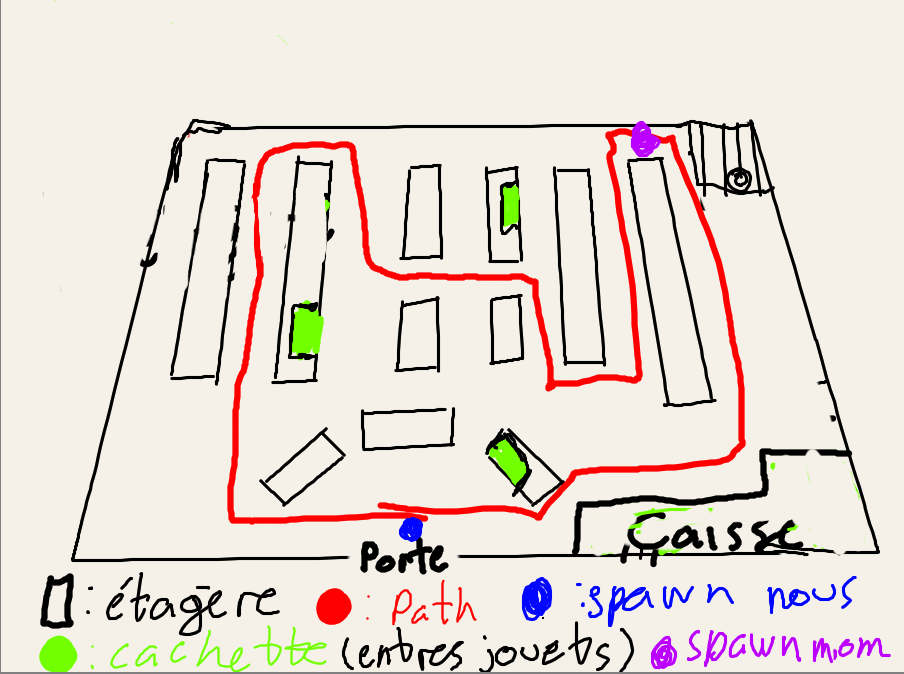 Caisse
Porte
: étagère : Path : spawn nous
: cachette (entres jouets) spawn mom